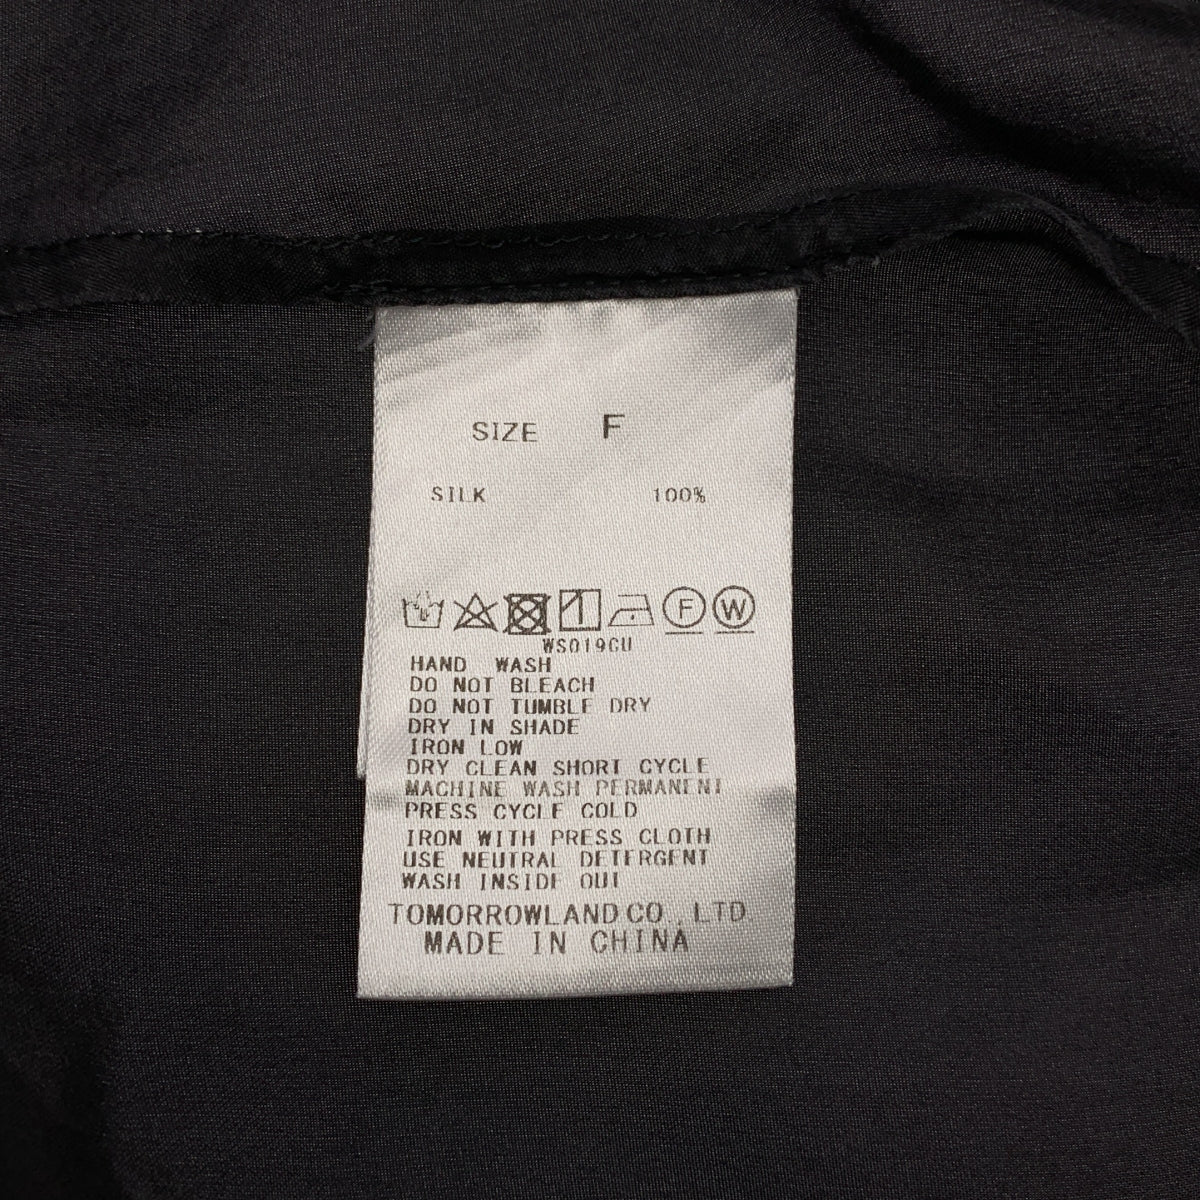 SIZE F
SILK 100%
F W
WS019CU
HAND WASH
DO NOT BLEACH
DO NOT TUMBLE DRY
DRY IN SHADE
IRON LOW
DRY CLEAN SHORT CYCLE
MACHINE WASH PERMANENT
PRESS CYCLE COLD
IRON WITH PRESS CLOTH
USE NEUTRAL DETERGENT
WASH INSIDE OUT
TOMORROWLAND CO.,LTD
MADE IN CHINA